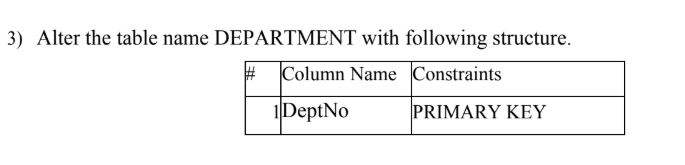 3) Alter the table name DEPARTMENT with following structure.
# Column Name Constraints
1 DeptNo PRIMARY KEY